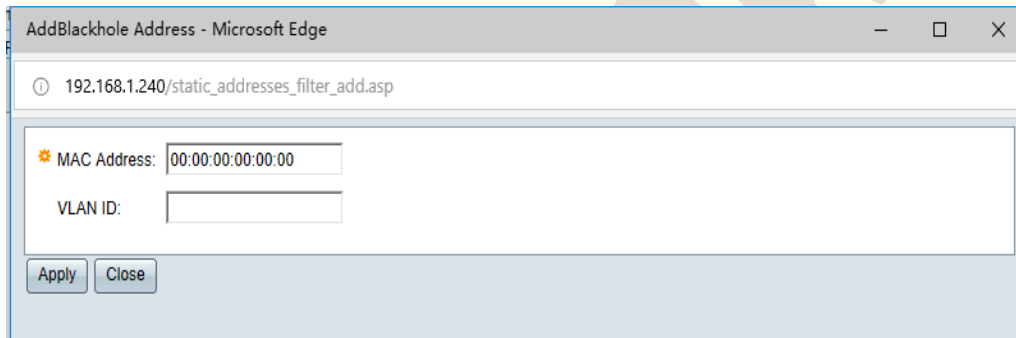 AddBlackhole Address - Microsoft Edge
192.168.1.240/static_addresses_filter_add.asp
MAC Address: 00:00:00:00:00:00
VLAN ID:
Apply Close